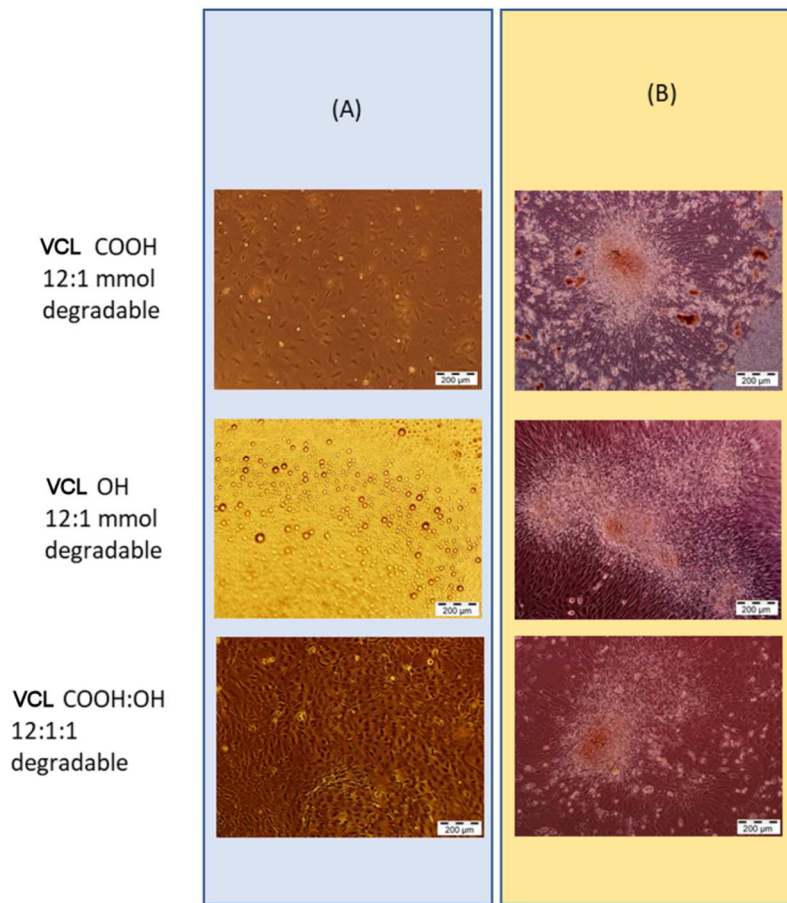 (A)
(B)
VCL COOH
12:1 mmol
degradable
200 µm
200 µm
VCL OH
12:1 mmol
degradable
200 µm
200 µm
VCL COOH:OH
12:1:1
degradable
200 µm
200 µm